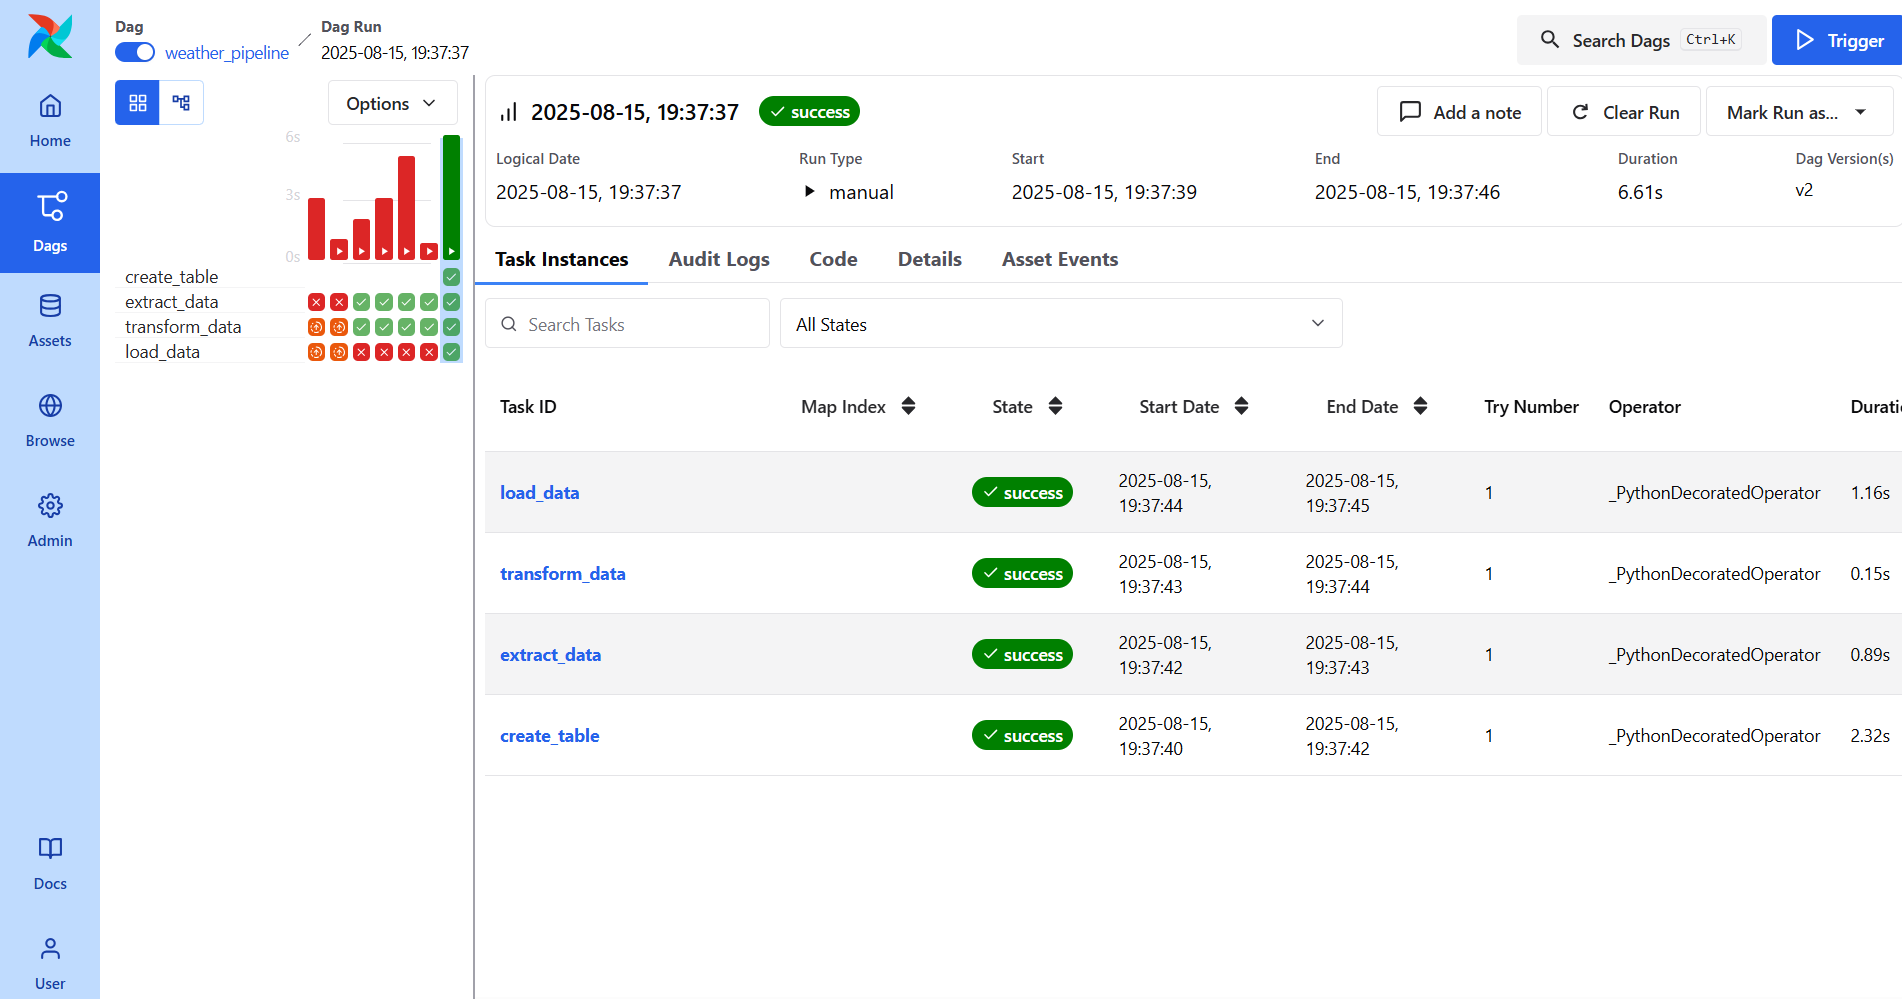 Dag
weather_pipeline
Dag Run
2025-08-15, 19:37:37
Search Dags Ctrl+K
Trigger
Home
Dags
Assets
Browse
Admin
Docs
User
Options
6s
3s
0s
create_table
extract_data
transform_data
load_data
2025-08-15, 19:37:37 success
Add a note
Clear Run
Mark Run as...
Logical Date Run Type Start End Duration Dag Version(s)
2025-08-15, 19:37:37 manual 2025-08-15, 19:37:39 2025-08-15, 19:37:46 6.61s v2
Task Instances Audit Logs Code Details Asset Events
Search Tasks
All States
Task ID Map Index State Start Date End Date Try Number Operator Durati
load_data success 2025-08-15, 19:37:44 2025-08-15, 19:37:45 1 _PythonDecoratedOperator 1.16s
transform_data success 2025-08-15, 19:37:43 2025-08-15, 19:37:44 1 _PythonDecoratedOperator 0.15s
extract_data success 2025-08-15, 19:37:42 2025-08-15, 19:37:43 1 _PythonDecoratedOperator 0.89s
create_table success 2025-08-15, 19:37:40 2025-08-15, 19:37:42 1 _PythonDecoratedOperator 2.32s